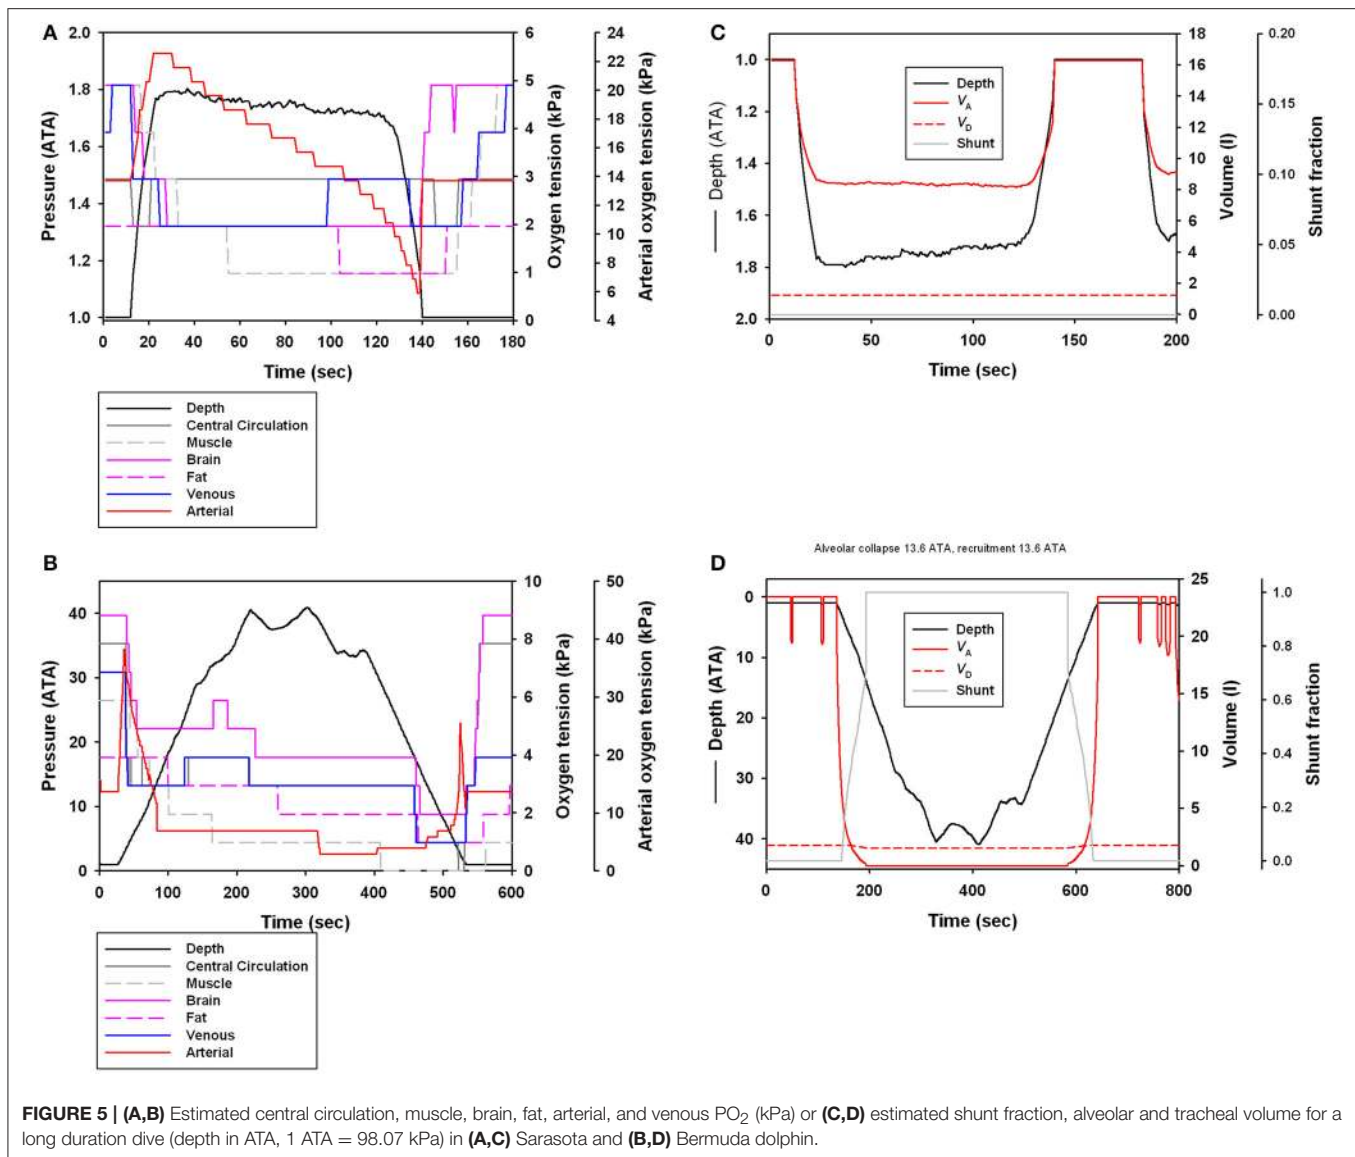 A
2.0
1.8
1.6
1.4
1.2
1.0
Pressure (ATA)
0 20 40 60 80 100 120 140 160 180
Time (sec)
6
5
4
3
2
1
0
Oxygen tension (kPa)
24
22
20
18
16
14
12
10
8
6
4
Arterial oxygen tension (kPa)
Depth
Central Circulation
Muscle
Brain
Fat
Venous
Arterial
C
1.0
1.2
1.4
1.6
1.8
2.0
Depth (ATA)
0 50 100 150 200
Time (sec)
Depth
VA
VD
Shunt
18
16
14
12
10
8
6
4
2
0
Volume (l)
0.20
0.15
0.10
0.05
0.00
Shunt fraction
B
40
30
20
10
0
Pressure (ATA)
0 100 200 300 400 500 600
Time (sec)
10
8
6
4
2
0
Oxygen tension (kPa)
50
40
30
20
10
0
Arterial oxygen tension (kPa)
Depth
Central Circulation
Muscle
Brain
Fat
Venous
Arterial
Alveolar collapse 13.6 ATA, recruitment 13.6 ATA
D
0
10
20
30
40
Depth (ATA)
0 200 400 600 800
Time (sec)
Depth
VA
VD
Shunt
25
20
15
10
5
0
Volume (l)
1.0
0.8
0.6
0.4
0.2
0.0
Shunt fraction
FIGURE 5 | (A,B) Estimated central circulation, muscle, brain, fat, arterial, and venous PO2 (kPa) or (C,D) estimated shunt fraction, alveolar and tracheal volume for a
long duration dive (depth in ATA, 1 ATA = 98.07 kPa) in (A,C) Sarasota and (B,D) Bermuda dolphin.